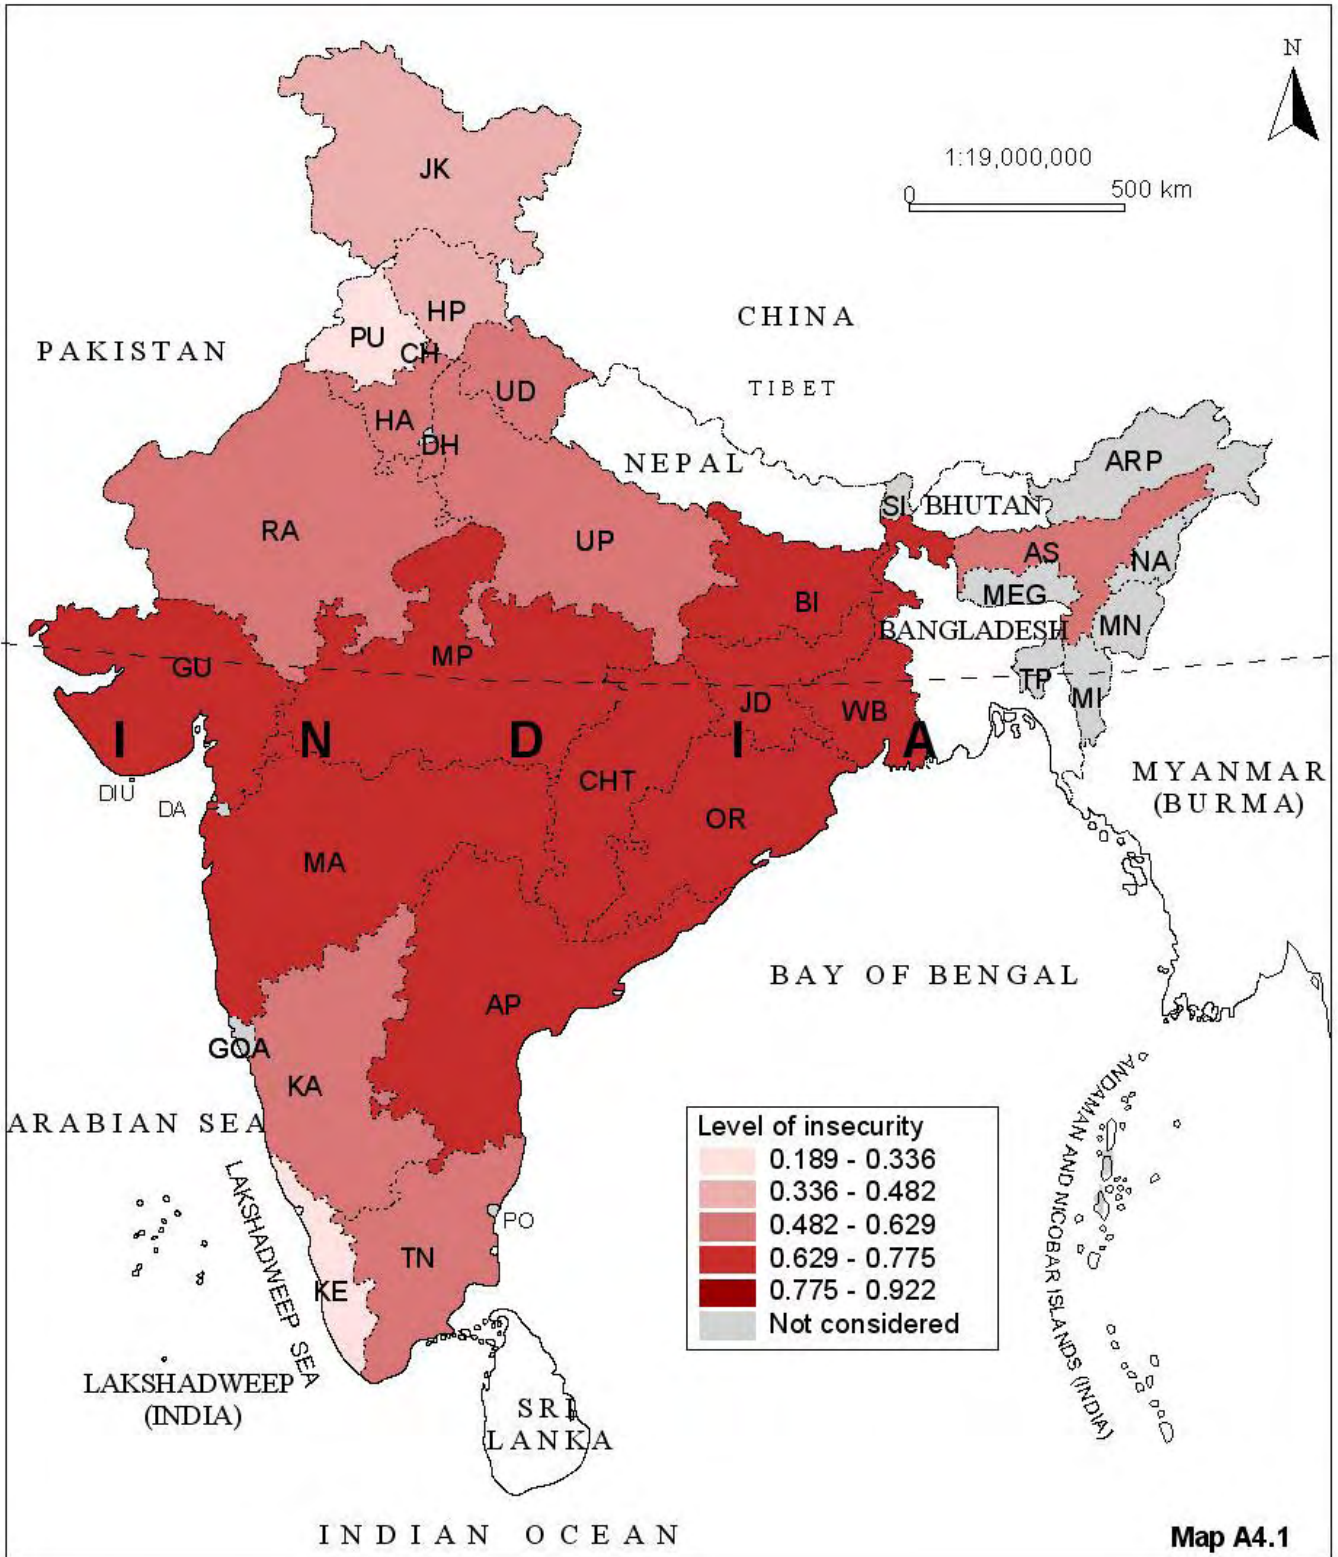 N
1:19,000,000
0
500 km
JK
HP
PU
CH
UD
HA
DH
RA
UP
CHINA
TIBET
PAKISTAN
NEPAL
SI
BHUTAN
ARP
AS
NA
MEG
BI
BANGLADESH
MN
GU
MP
TP
MI
JD
WB
I N D I A
CHT
DIU
DA
OR
MYANMAR
(BURMA)
MA
BAY OF BENGAL
AP
GOA
KA
ARABIAN SEA
ANDAMAN AND NICOBAR ISLANDS (INDIA)
LAKSHADWEEP SEA
PO
TN
KE
Level of insecurity
0.189 - 0.336
0.336 - 0.482
0.482 - 0.629
0.629 - 0.775
0.775 - 0.922
Not considered
LAKSHADWEEP
(INDIA)
SRI
LANKA
INDIAN OCEAN
Map A4.1